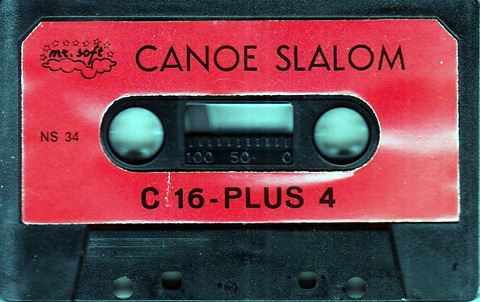 mr. soft
CANOE SLALOM
NS 34
100 50 0
C 16-PLUS 4